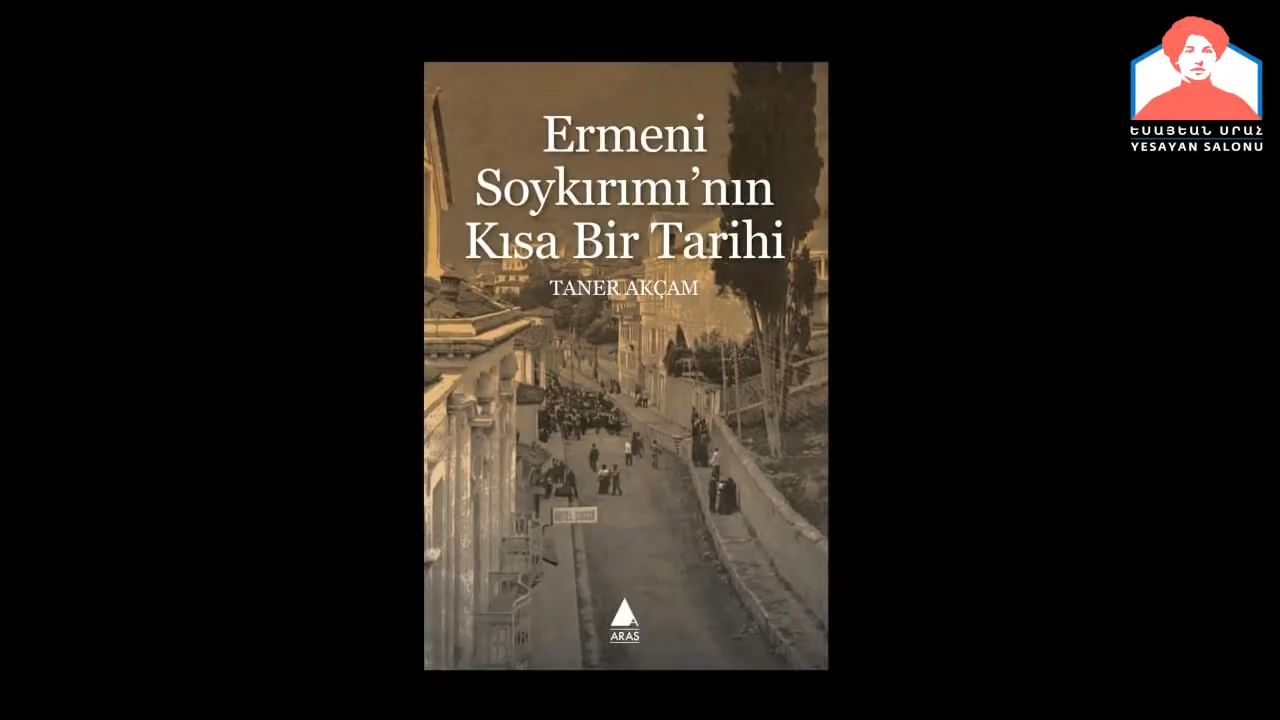 Ermeni
Soykırımı’nın
Kısa Bir Tarihi
TANER AKÇAM
ARAS
ԵՍԱՅԵԱՆ ՍՐԱՀ
YESAYAN SALONU